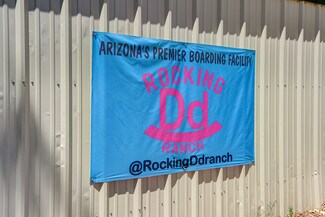 ARIZONA'S PREMIER BOARDING FACILITY
ROCKING
Dd
RANCH
@RockingDdranch